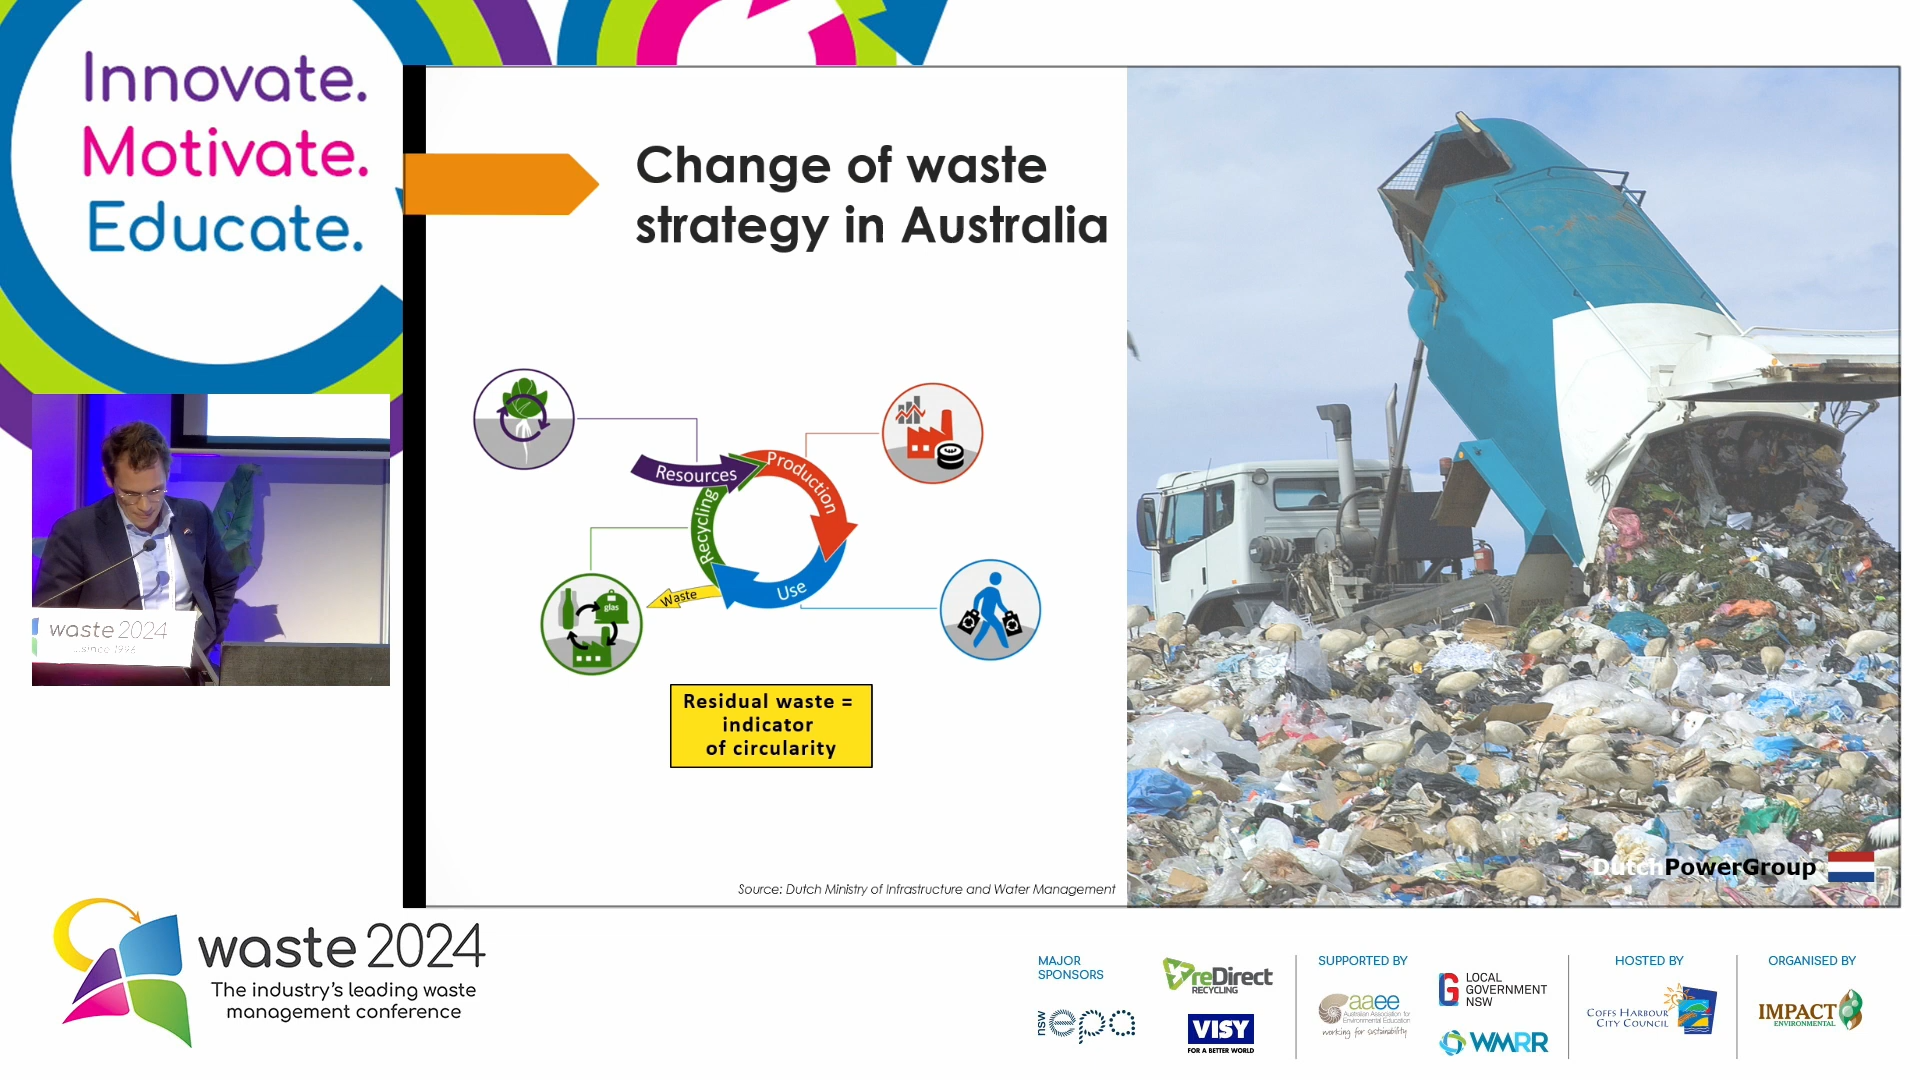 Innovate.
Motivate.
Educate.
waste 2024
...since 1996
Change of waste
strategy in Australia
Resources
Production
Recycling
Use
Waste
glas
Residual waste =
indicator
of circularity
Source: Dutch Ministry of Infrastructure and Water Management
DutchPowerGroup
waste 2024
The industry's leading waste
management conference
MAJOR
SPONSORS
nsw epa
reDirect
RECYCLING
VISY
FOR A BETTER WORLD
SUPPORTED BY
aaee
Australian Association for
Environmental Education
working for sustainability
LOCAL
GOVERNMENT
NSW
WMRR
HOSTED BY
COFFS HARBOUR
CITY COUNCIL
ORGANISED BY
IMPACT
ENVIRONMENTAL